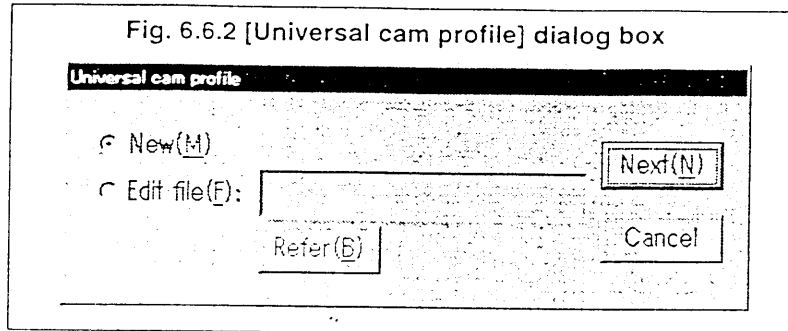 Fig. 6.6.2 [Universal cam profile] dialog box
Universal cam profile
New(M)
Next(N)
Edit file(F):
Refer(B)
Cancel